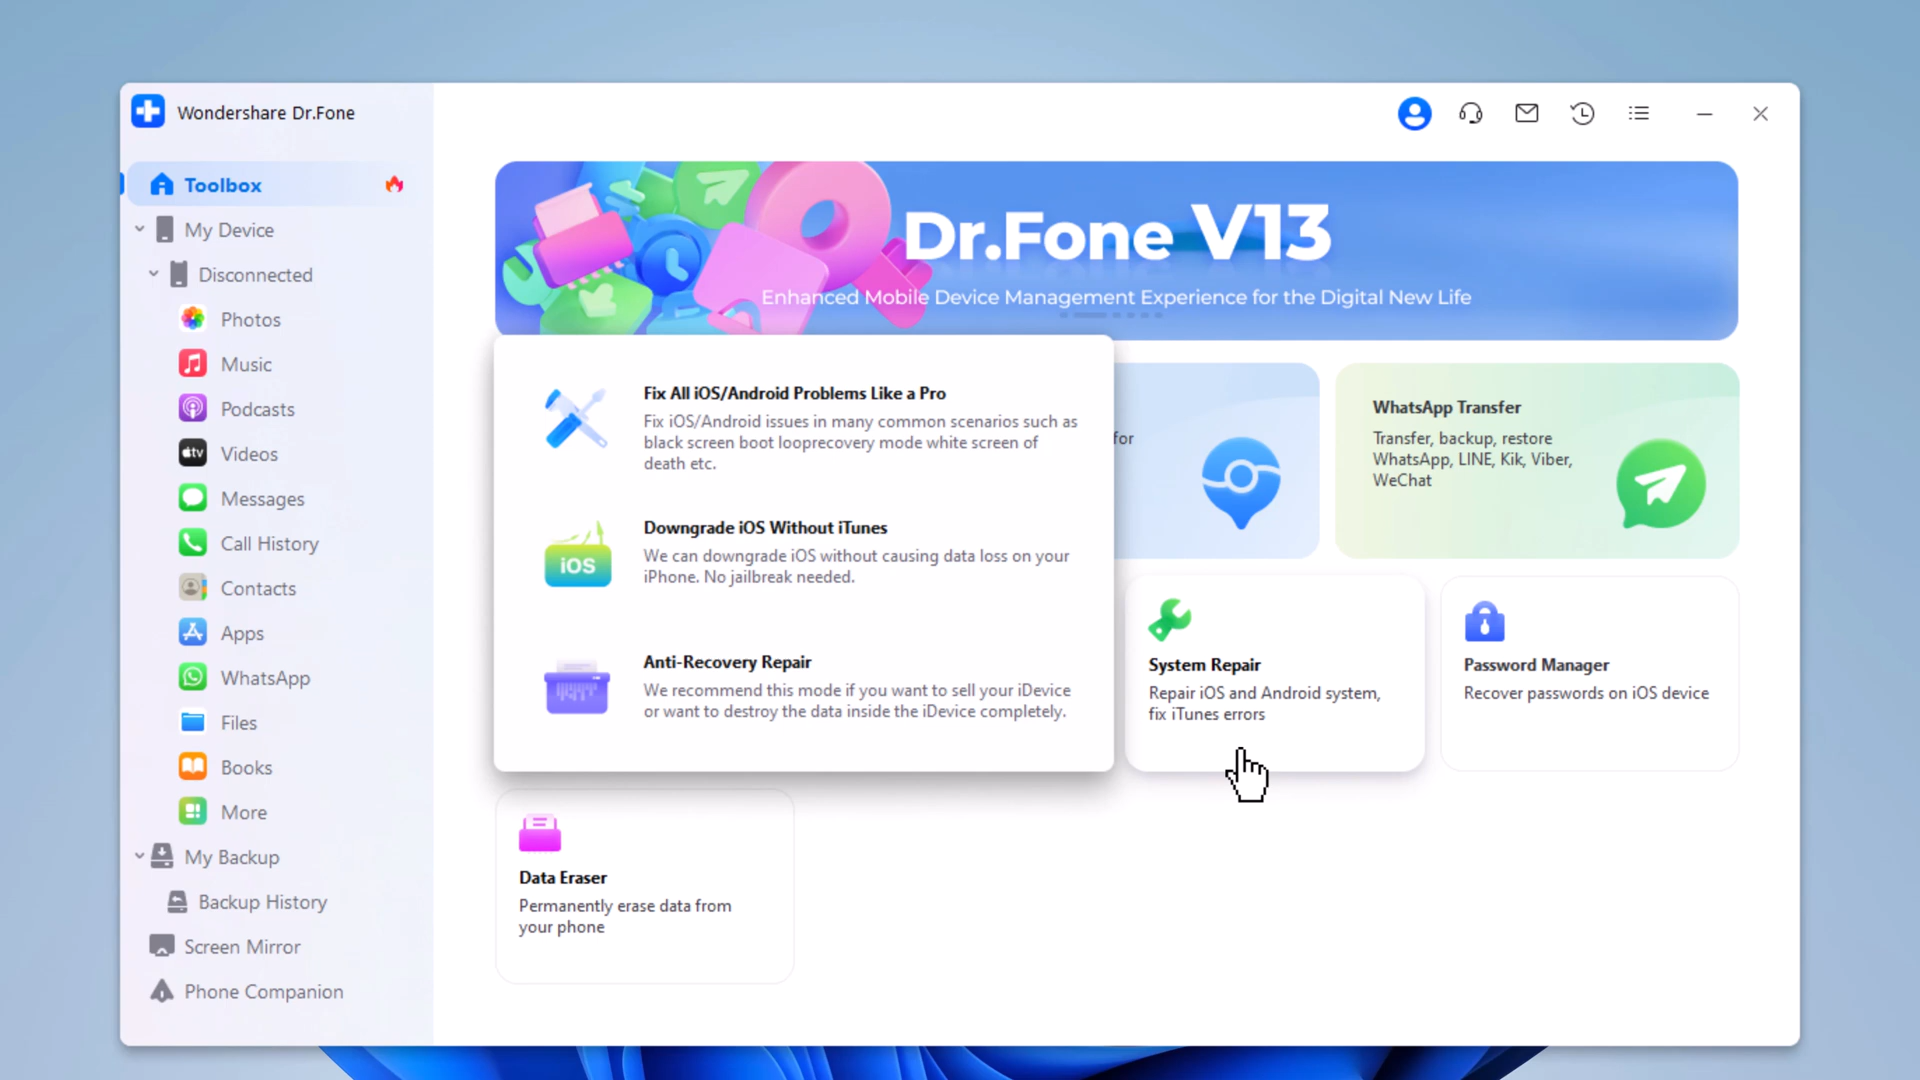 Wondershare Dr.Fone
Toolbox
My Device
Disconnected
Photos
Music
Podcasts
tv
Videos
Messages
Call History
Contacts
Apps
WhatsApp
Files
Books
More
My Backup
Backup History
Screen Mirror
Phone Companion
Dr.Fone V13
Enhanced Mobile Device Management Experience for the Digital New Life
Fix All iOS/Android Problems Like a Pro
Fix iOS/Android issues in many common scenarios such as
black screen boot looprecovery mode white screen of
death etc.
iOS
Downgrade iOS Without iTunes
We can downgrade iOS without causing data loss on your
iPhone. No jailbreak needed.
Anti-Recovery Repair
We recommend this mode if you want to sell your iDevice
or want to destroy the data inside the iDevice completely.
for
WhatsApp Transfer
Transfer, backup, restore
WhatsApp, LINE, Kik, Viber,
WeChat
System Repair
Repair iOS and Android system,
fix iTunes errors
Password Manager
Recover passwords on iOS device
Data Eraser
Permanently erase data from
your phone